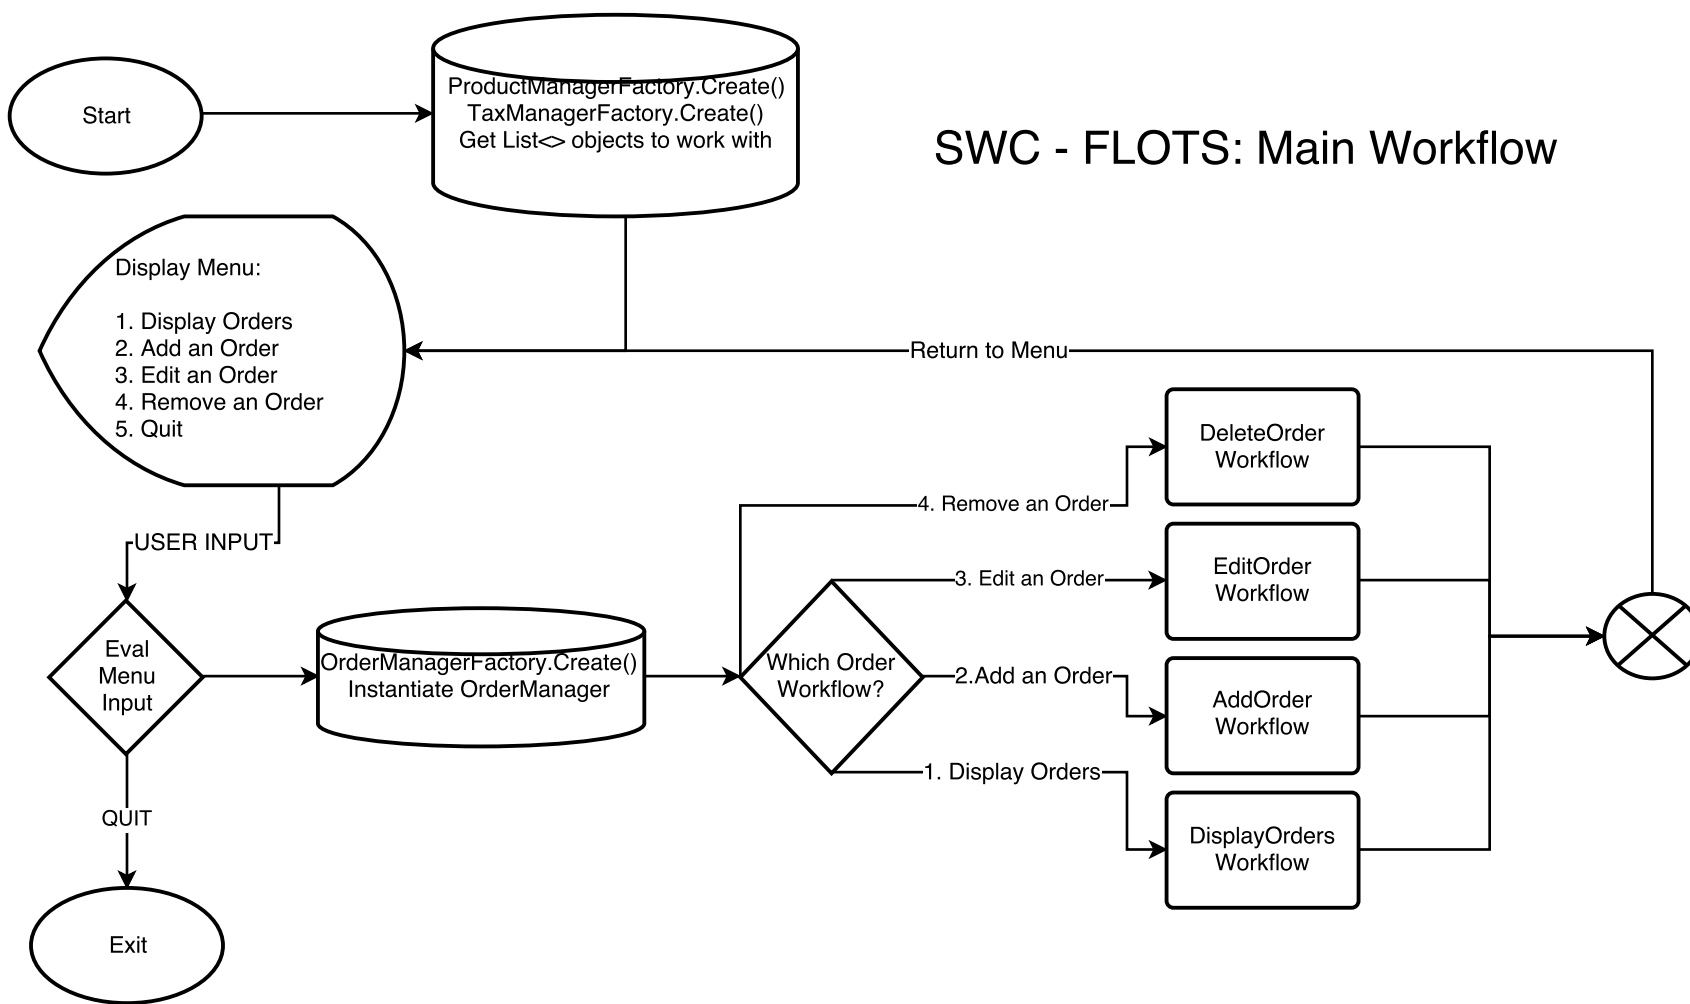 Start
ProductManagerFactory.Create()
TaxManagerFactory.Create()
Get List<> objects to work with
SWC - FLOTS: Main Workflow
Display Menu:
1. Display Orders
2. Add an Order
3. Edit an Order
4. Remove an Order
5. Quit
Return to Menu
USER INPUT
Eval
Menu
Input
OrderManagerFactory.Create()
Instantiate OrderManager
Which Order
Workflow?
4. Remove an Order
3. Edit an Order
2.Add an Order
1. Display Orders
DeleteOrder
Workflow
EditOrder
Workflow
AddOrder
Workflow
DisplayOrders
Workflow
QUIT
Exit